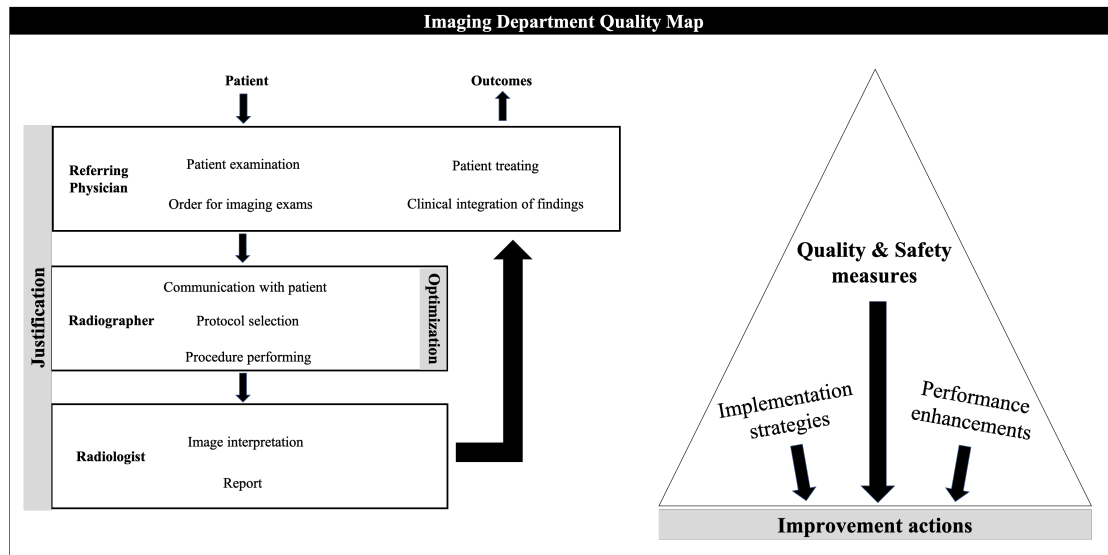 Imaging Department Quality Map
Patient
Outcomes
Justification
Referring
Physician
Patient examination
Order for imaging exams
Patient treating
Clinical integration of findings
Radiographer
Communication with patient
Protocol selection
Procedure performing
Optimization
Radiologist
Image interpretation
Report
Quality & Safety
measures
Implementation
strategies
Performance
enhancements
Improvement actions